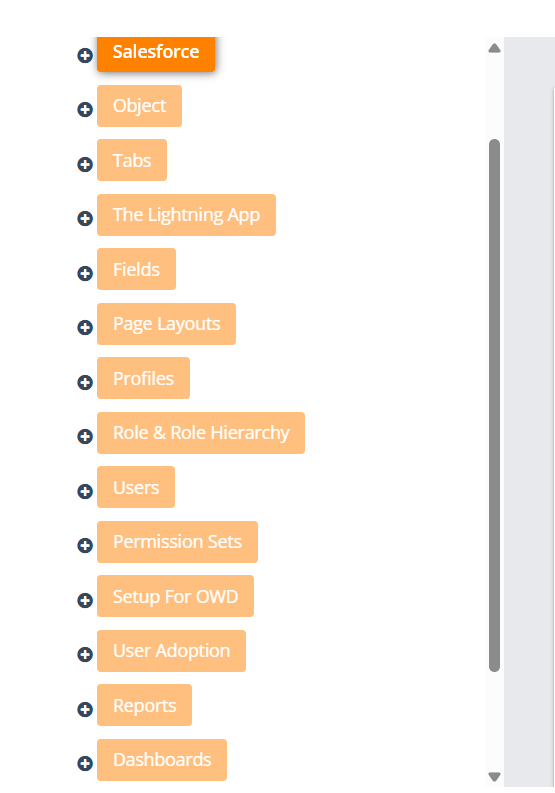 Salesforce
Object
Tabs
The Lightning App
Fields
Page Layouts
Profiles
Role & Role Hierarchy
Users
Permission Sets
Setup For OWD
User Adoption
Reports
Dashboards